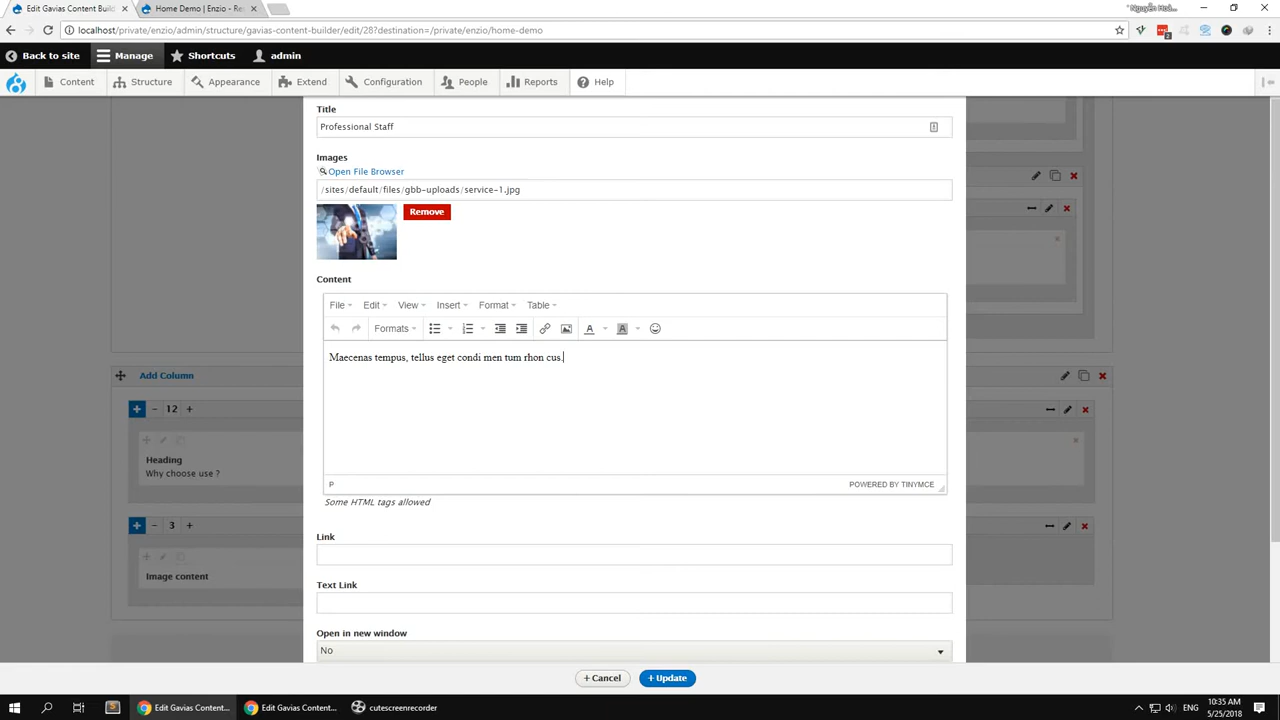 Edit Gavias Content Buil
Home Demo | Enzio - Re
localhost/private/enzio/admin/structure/gavias-content-builder/edit/28?destination=/private/enzio/home-demo
Back to site
Manage
Shortcuts
admin
Content
Structure
Appearance
Extend
Configuration
People
Reports
Help
Title
Professional Staff
Images
Open File Browser
/sites/default/files/gbb-uploads/service-1.jpg
Remove
Content
File
Edit
View
Insert
Format
Table
Formats
Maecenas tempus, tellus eget condi men tum rhon cus.
P
POWERED BY TINYMCE
Some HTML tags allowed
Add Column
12
Heading
Why choose use ?
3
Image content
Link
Text Link
Open in new window
No
+ Cancel
+ Update
Edit Gavias Content...
Edit Gavias Content...
cutescreenrecorder
ENG
10:35 AM
5/25/2018